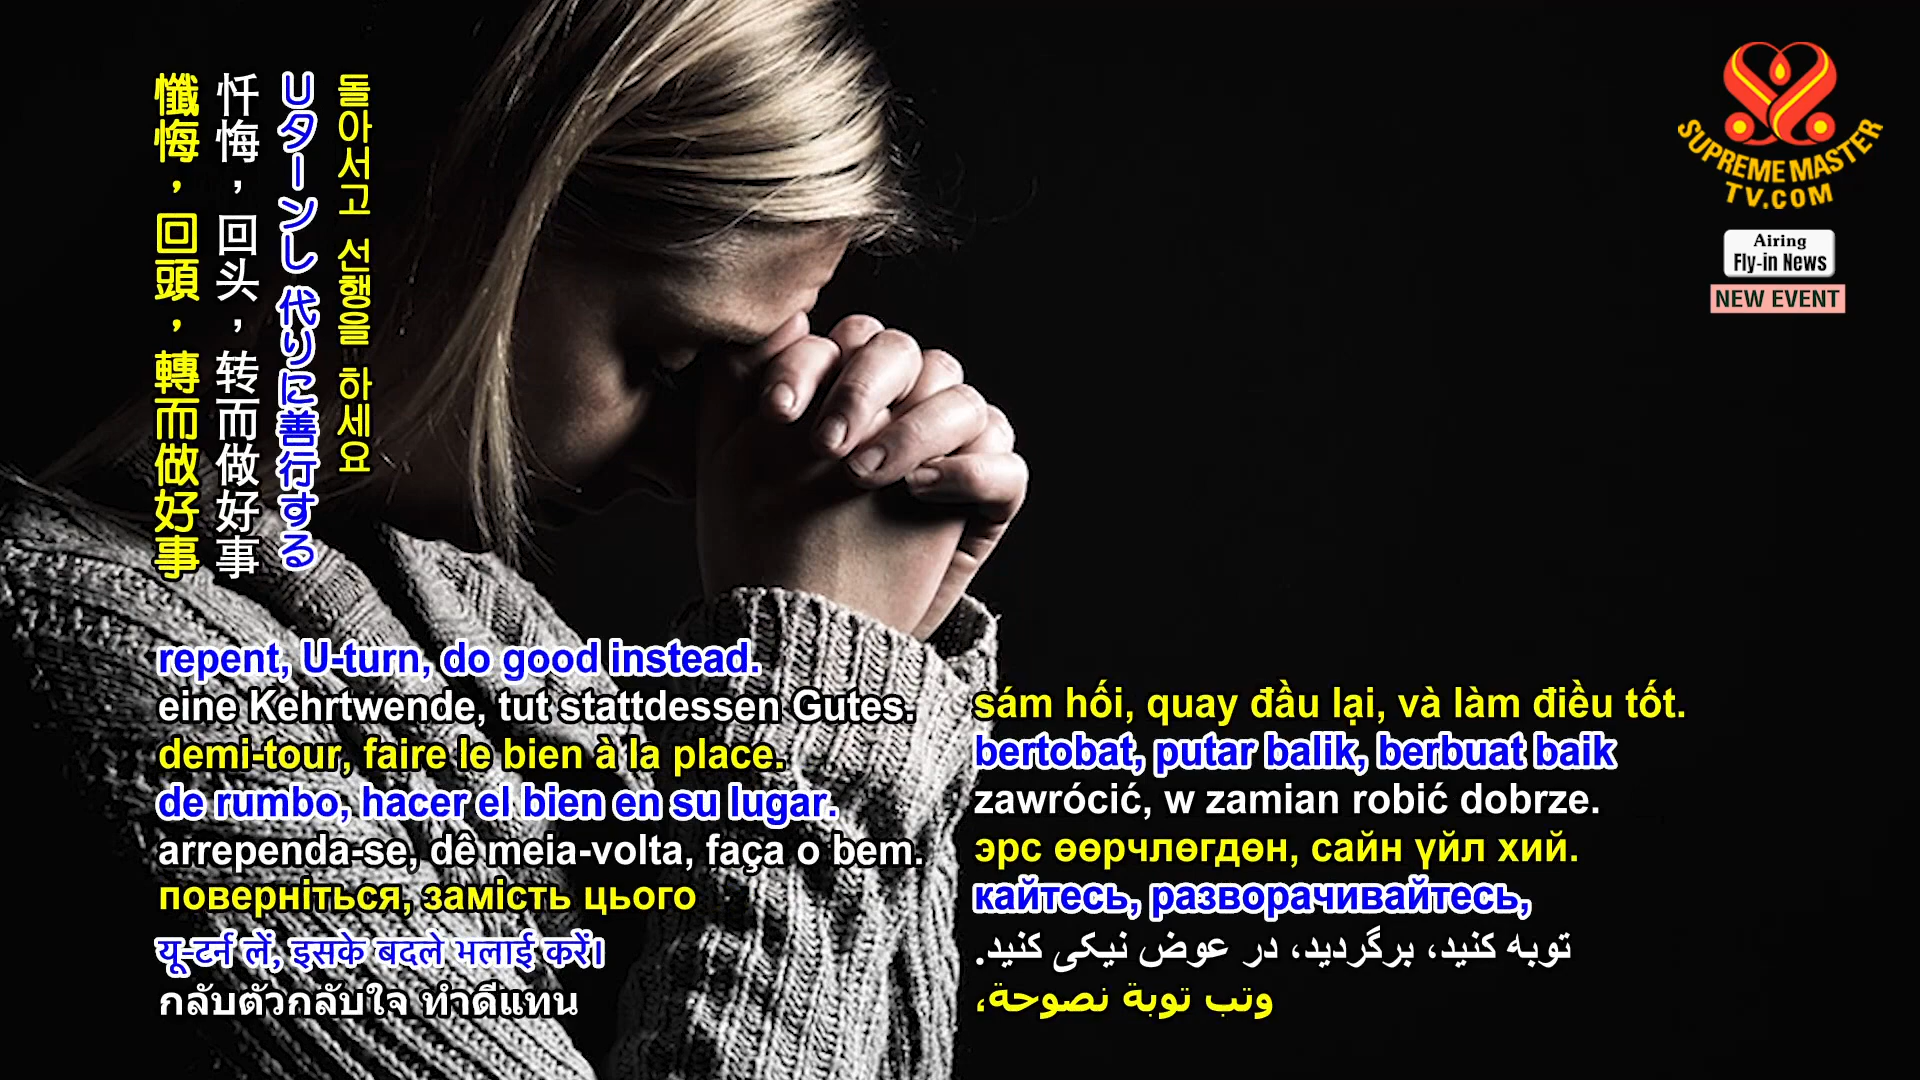 懺悔，回頭，轉而做好事
忏悔，回头，转而做好事
Uターンし 代りに善行する
돌아서고 선행을 하세요
SUPREME MASTER
TV.COM
Airing
Fly-in News
NEW EVENT
repent, U-turn, do good instead.
eine Kehrtwende, tut stattdessen Gutes.
demi-tour, faire le bien à la place.
de rumbo, hacer el bien en su lugar.
arrependa-se, dê meia-volta, faça o bem.
поверніться, замість цього
यू-टर्न लें, इसके बदले भलाई करें।
กลับตัวกลับใจ ทำดีแทน
sám hối, quay đầu lại, và làm điều tốt.
bertobat, putar balik, berbuat baik
zawrócić, w zamian robić dobrze.
эрс өөрчлөгдөн, сайн үйл хий.
кайтесь, разворачивайтесь,
توبه کنید، برگردید، در عوض نیکی کنید.
وتب توبة نصوحة،